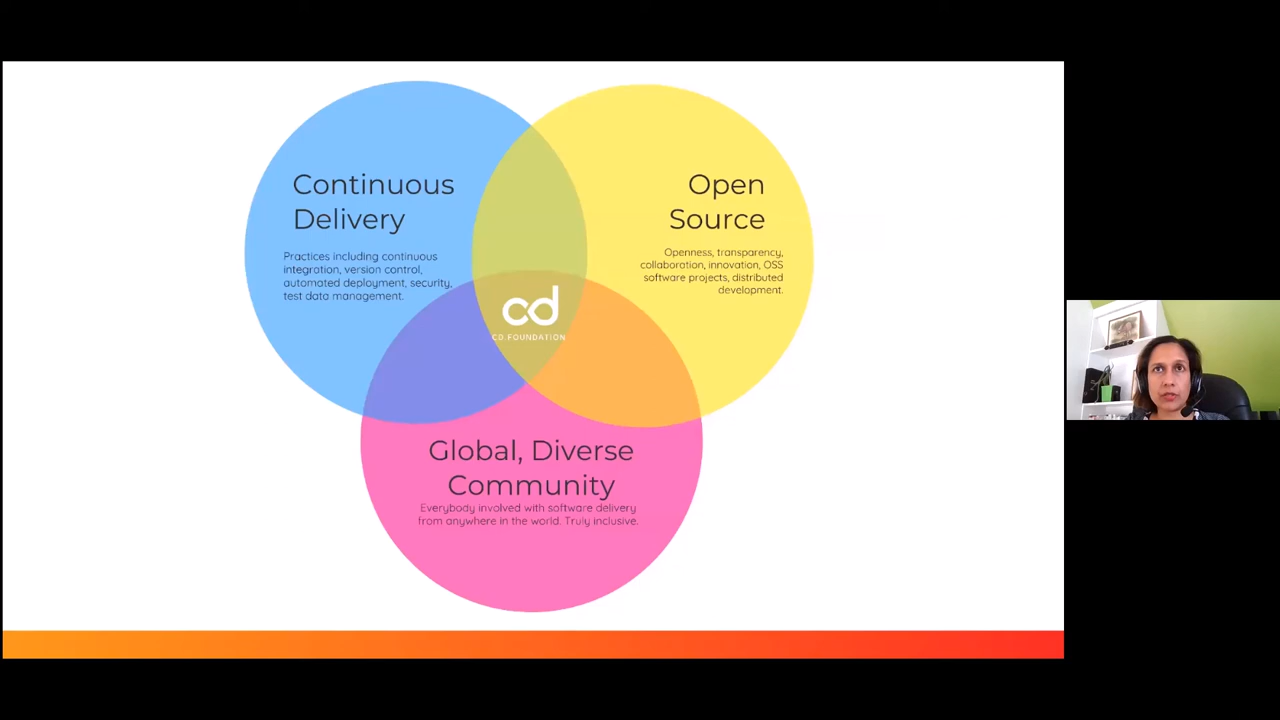 Continuous
Delivery
Practices including continuous
integration, version control,
automated deployment, security,
test data management.
Open
Source
Openness, transparency,
collaboration, innovation, OSS
software projects, distributed
development.
cd
CD.FOUNDATION
Global, Diverse
Community
Everybody involved with software delivery
from anywhere in the world. Truly inclusive.